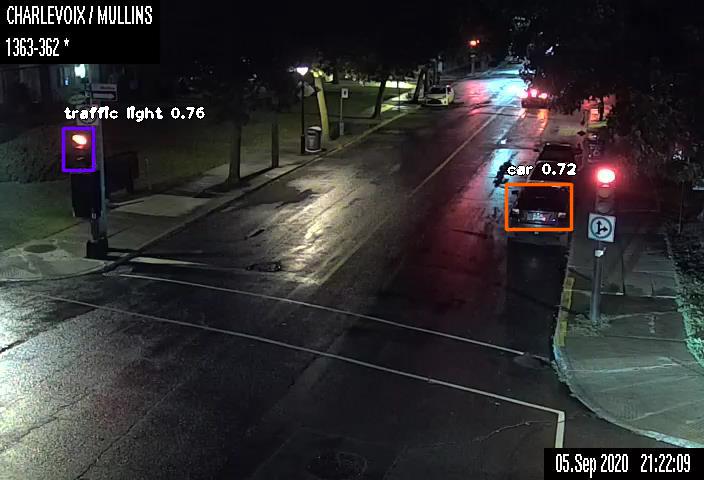 CHARLEVOIX / MULLINS
1363-362 *
traffic light 0.76
car 0.72
05.Sep 2020 21:22:09